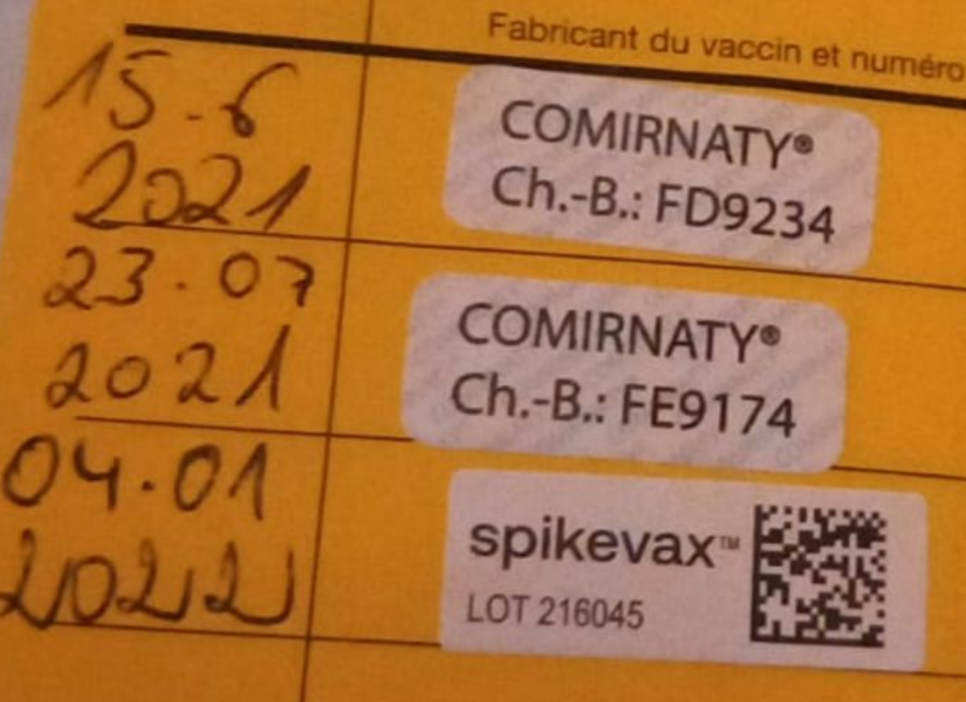 Fabricant du vaccin et numéro
15.6
2021
COMIRNATY®
Ch.-B.: FD9234
23.07
2021
COMIRNATY®
Ch.-B.: FE9174
04.01
2022
spikevax™
LOT 216045